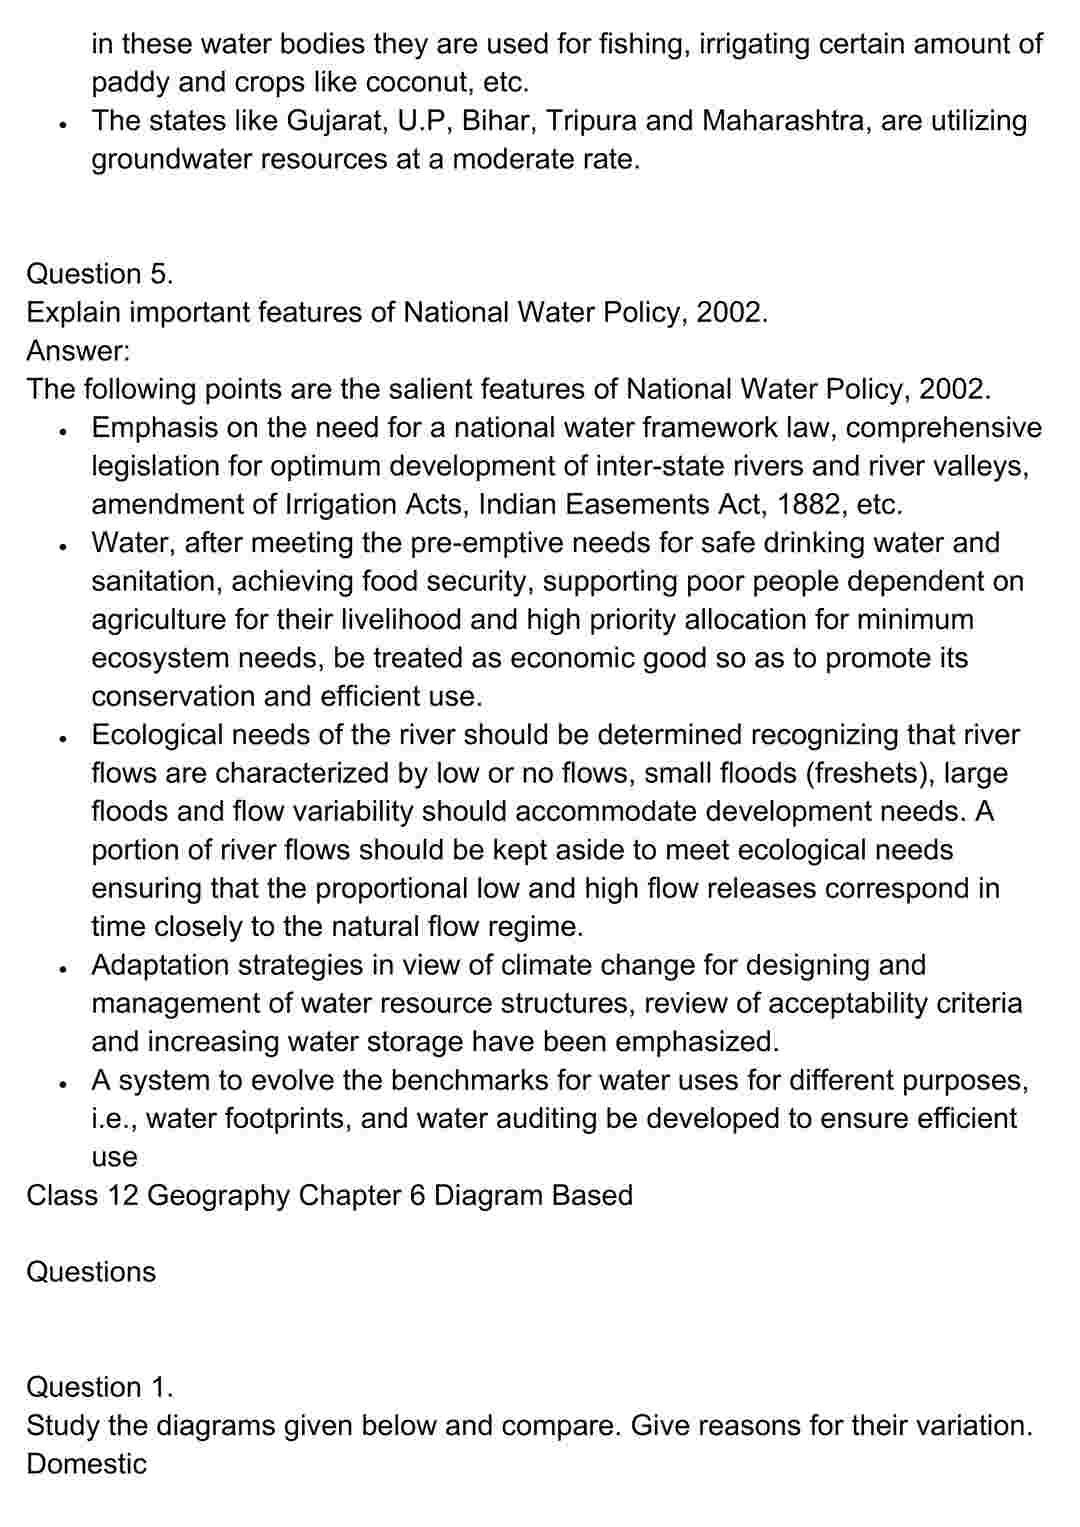 in these water bodies they are used for fishing, irrigating certain amount of
paddy and crops like coconut, etc.
• The states like Gujarat, U.P, Bihar, Tripura and Maharashtra, are utilizing
groundwater resources at a moderate rate.
Question 5.
Explain important features of National Water Policy, 2002.
Answer:
The following points are the salient features of National Water Policy, 2002.
• Emphasis on the need for a national water framework law, comprehensive
legislation for optimum development of inter-state rivers and river valleys,
amendment of Irrigation Acts, Indian Easements Act, 1882, etc.
• Water, after meeting the pre-emptive needs for safe drinking water and
sanitation, achieving food security, supporting poor people dependent on
agriculture for their livelihood and high priority allocation for minimum
ecosystem needs, be treated as economic good so as to promote its
conservation and efficient use.
• Ecological needs of the river should be determined recognizing that river
flows are characterized by low or no flows, small floods (freshets), large
floods and flow variability should accommodate development needs. A
portion of river flows should be kept aside to meet ecological needs
ensuring that the proportional low and high flow releases correspond in
time closely to the natural flow regime.
• Adaptation strategies in view of climate change for designing and
management of water resource structures, review of acceptability criteria
and increasing water storage have been emphasized.
• A system to evolve the benchmarks for water uses for different purposes,
i.e., water footprints, and water auditing be developed to ensure efficient
use
Class 12 Geography Chapter 6 Diagram Based
Questions
Question 1.
Study the diagrams given below and compare. Give reasons for their variation.
Domestic